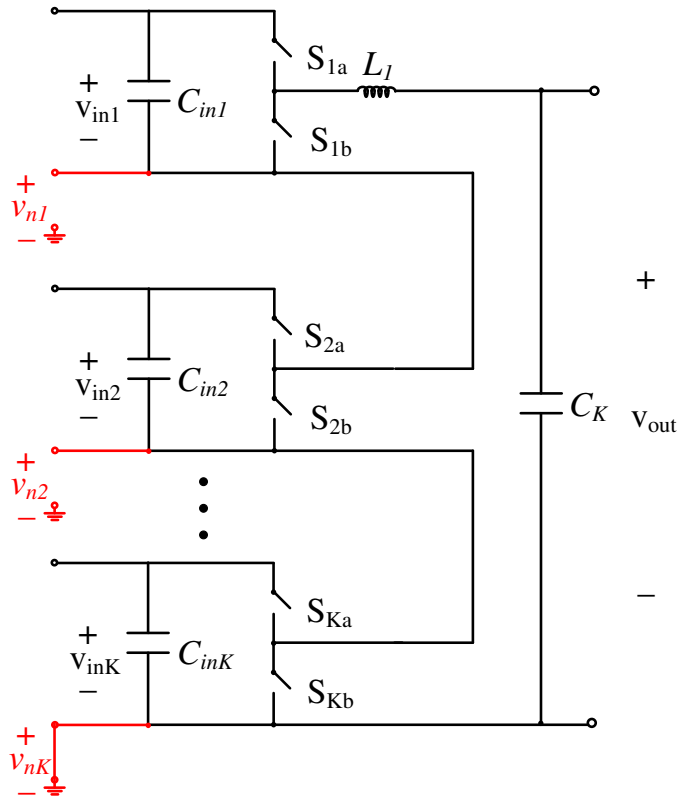 S1a
L1
+
vin1
−
Cin1
S1b
+
vn1
−
+
S2a
+
vin2
−
Cin2
S2b
CK
vout
+
vn2
−
SKa
−
+
vinK
−
CinK
SKb
+
vnK
−